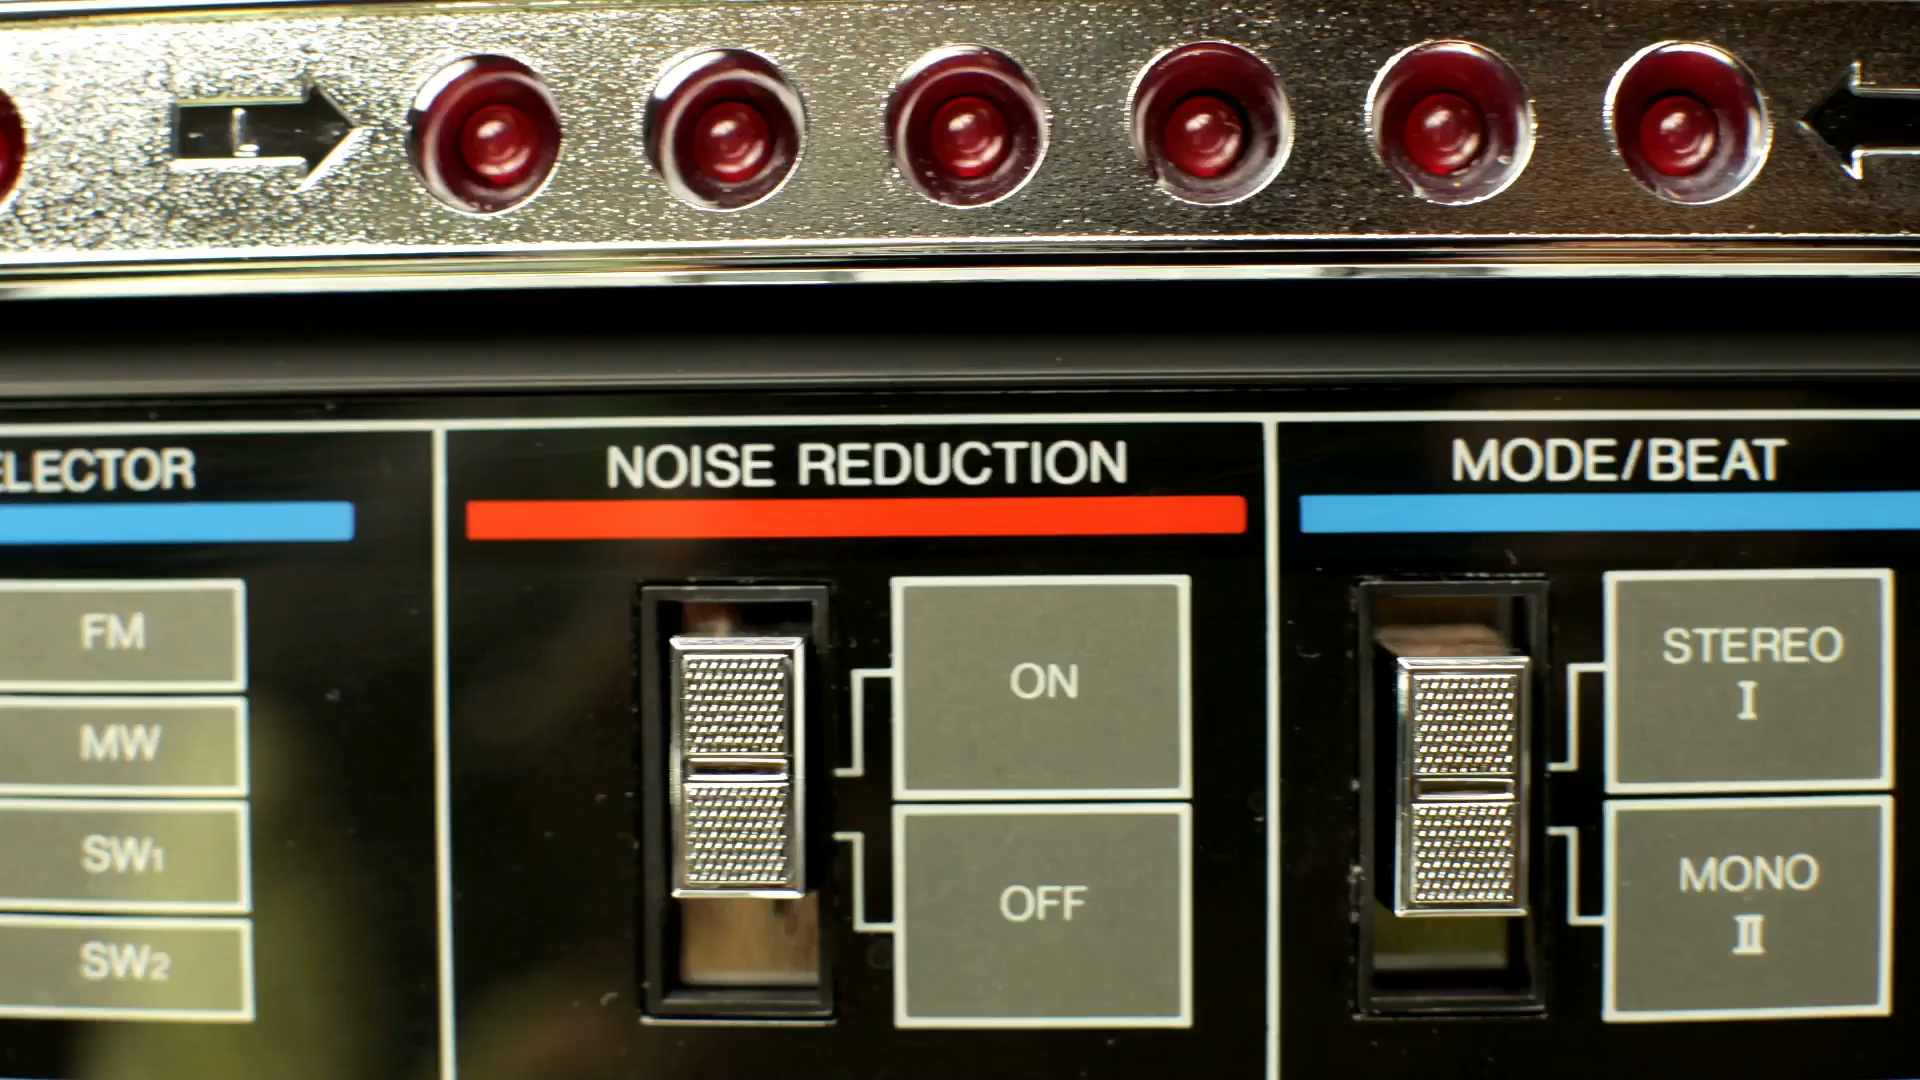 ELECTOR
FM
MW
SW1
SW2
NOISE REDUCTION
ON
OFF
MODE/BEAT
STEREO
I
MONO
II